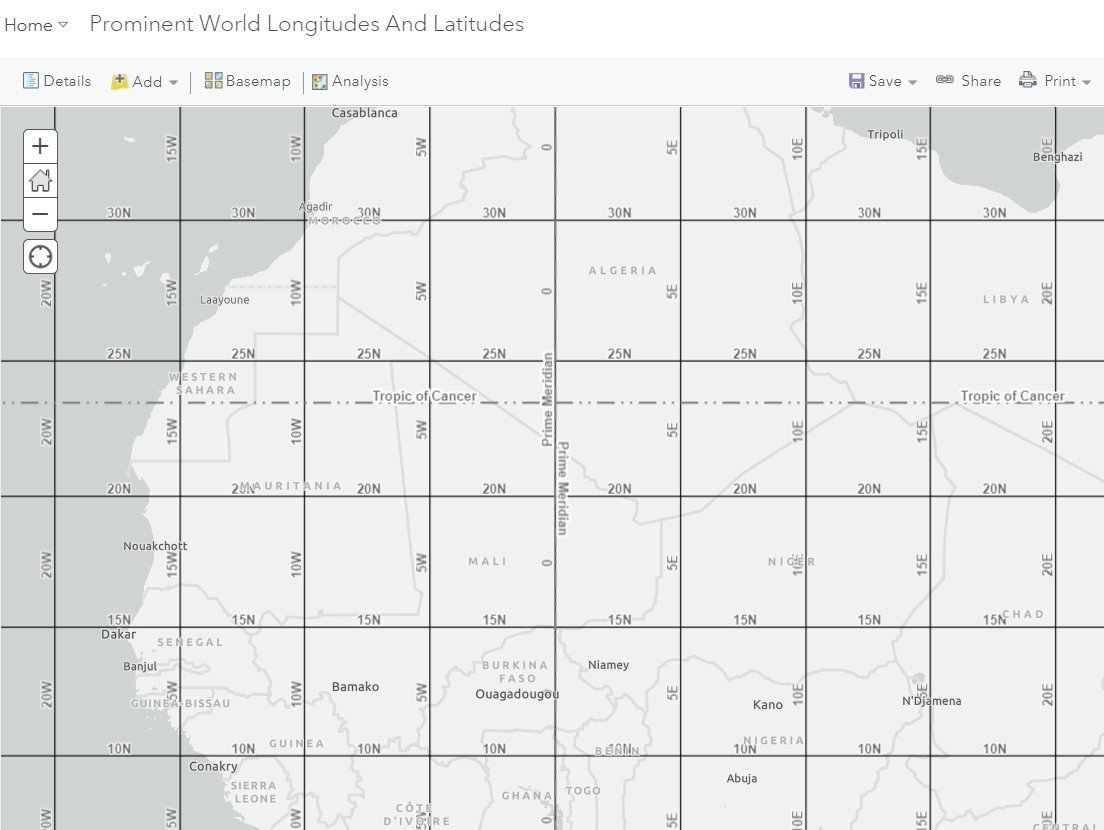 Home Prominent World Longitudes And Latitudes
Details Add Basemap Analysis Save Share Print
Casablanca
Tripoli
15W 10W 5W 0 5E 10E 15E 20E
Benghazi
Agadir
30N 30N 30N 30N 30N 30N 30N 30N
MOROCCO
ALGERIA
20W 15W 10W 5W 0 5E 10E 15E 20E
Laayoune
LIBYA
25N 25N 25N 25N 25N 25N 25N 25N
WESTERN
SAHARA
Tropic of Cancer Tropic of Cancer
Prime Meridian
20W 15W 10W 5W 5E 10E 15E 20E
Prime Meridian
20N 20N 20N 20N 20N 20N 20N 20N
MAURITANIA
Nouakchott
20W 15W 10W 5W MALI 0 5E NIGER 10E 15E 20E
CHAD
15N 15N 15N 15N 15N 15N 15N 15N
Dakar
SENEGAL
Banjul
BURKINA
FASO
Niamey
Bamako
Ouagadougou
20W 15W 10W 5W 5E 10E 15E 20E
GUINEA-BISSAU
Kano
N'Djamena
GUINEA
NIGERIA
10N 10N 10N 10N 10N 10N 10N 10N
BENIN
Conakry
Abuja
SIERRA
LEONE
GHANA
TOGO
CÔTE
D'IVOIRE
20W 15W 10W 5W 0 5E 10E 15E 20E
CENTRAL